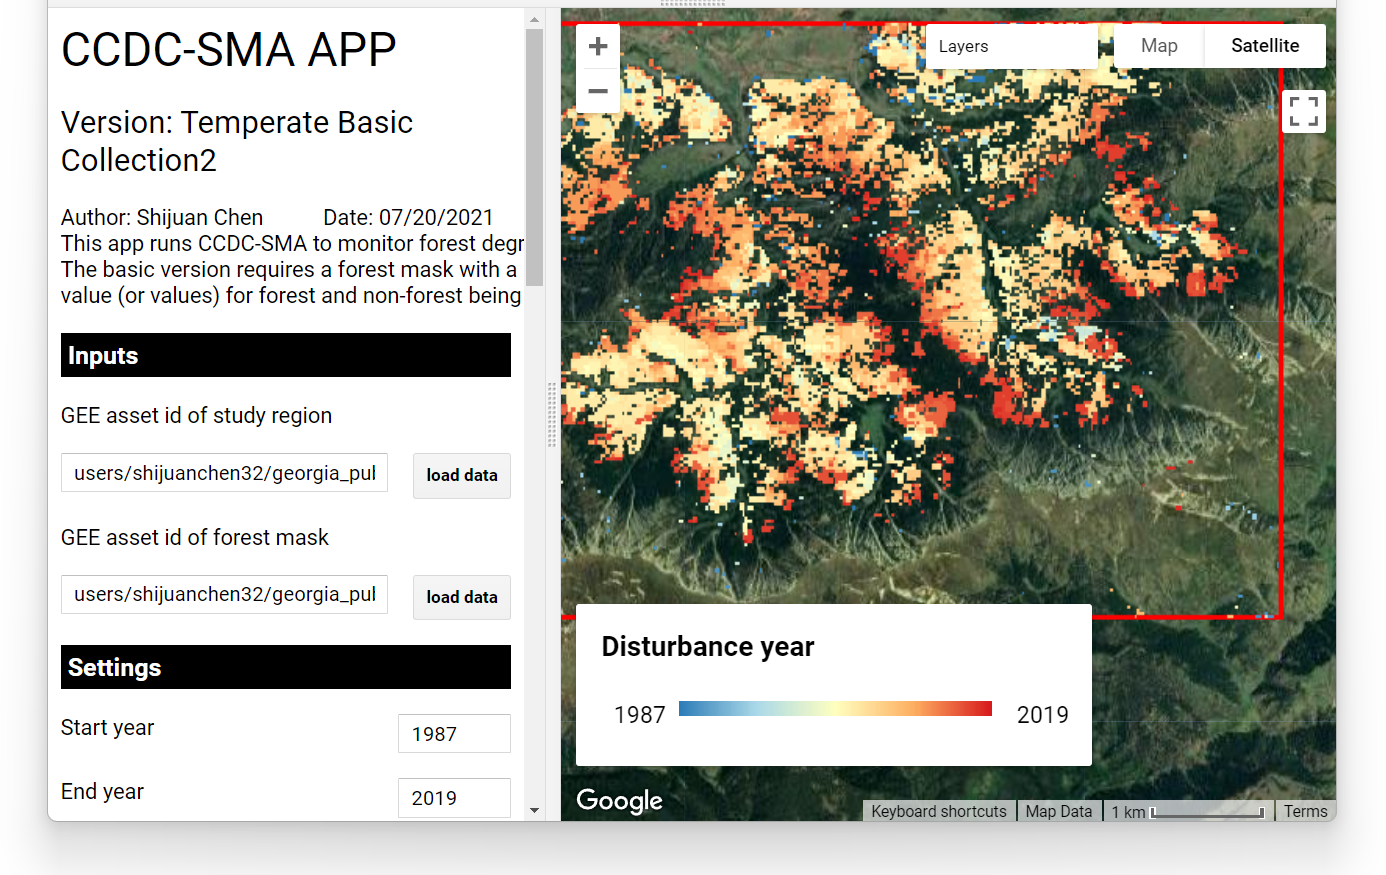 CCDC-SMA APP
Version: Temperate Basic
Collection2
Author: Shijuan Chen Date: 07/20/2021
This app runs CCDC-SMA to monitor forest degr
The basic version requires a forest mask with a
value (or values) for forest and non-forest being
Inputs
GEE asset id of study region
users/shijuanchen32/georgia_pul
load data
GEE asset id of forest mask
users/shijuanchen32/georgia_pul
load data
Settings
Start year
1987
End year
2019
+
−
Layers
Map
Satellite
Disturbance year
1987
2019
Google
Keyboard shortcuts
Map Data
1 km
Terms